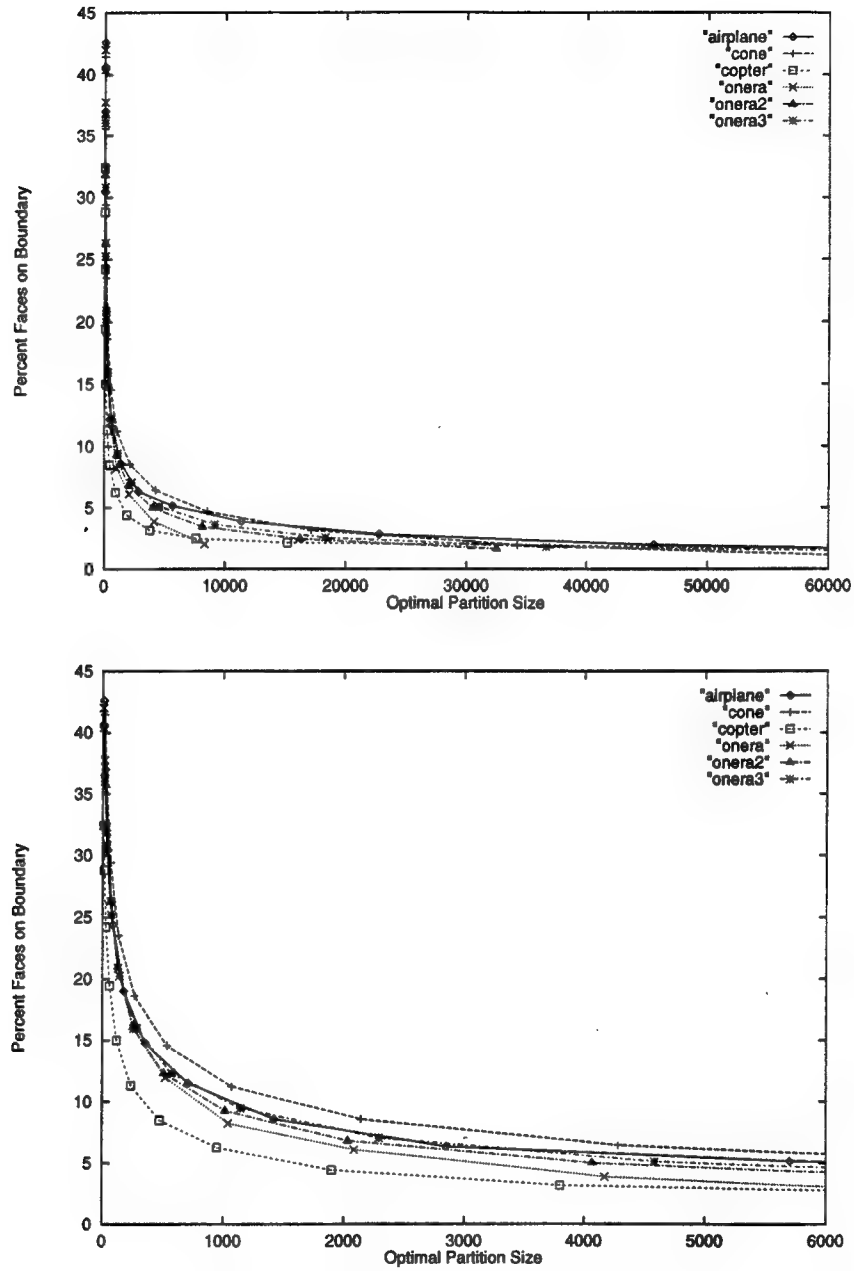 45
40
35
30
25
20
15
10
5
0
Percent Faces on Boundary
"airplane"
"cone"
"copter"
"onera"
"onera2"
"onera3"
0 10000 20000 30000 40000 50000 60000
Optimal Partition Size
45
40
35
30
25
20
15
10
5
0
Percent Faces on Boundary
"airplane"
"cone"
"copter"
"onera"
"onera2"
"onera3"
0 1000 2000 3000 4000 5000 6000
Optimal Partition Size